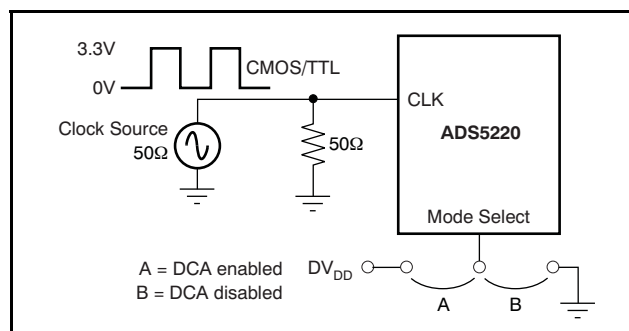 3.3V
CMOS/TTL
0V
CLK
Clock Source
50Ω
50Ω
ADS5220
Mode Select
A = DCA enabled
B = DCA disabled
DV_DD
A
B